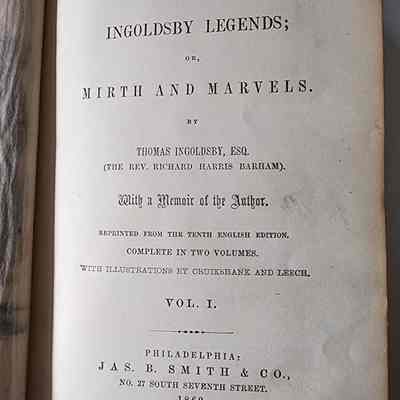 INGOLDSBY LEGENDS;
OR,
MIRTH AND MARVELS.
BY
THOMAS INGOLDSBY, ESQ.
(THE REV. RICHARD HARRIS BARHAM).
With a Memoir of the Author.
REPRINTED FROM THE TENTH ENGLISH EDITION.
COMPLETE IN TWO VOLUMES.
WITH ILLUSTRATIONS BY CRUIKSHANK AND LEECH.
VOL. I.
PHILADELPHIA:
JAS. B. SMITH & CO.,
NO. 27 SOUTH SEVENTH STREET.